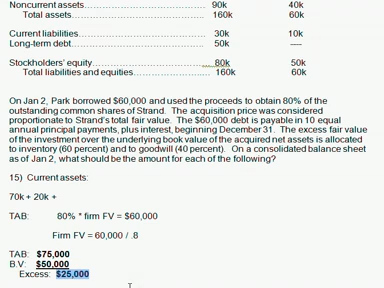 Noncurrent assets…………………………………… 90k 40k
Total assets…………………………………… 160k 60k
Current liabilities…………………………………… 30k 10k
Long-term debt…………………………………… 50k ----
Stockholders' equity…………………………………… 80k 50k
Total liabilities and equities……………………… 160k 60k
On Jan 2, Park borrowed $60,000 and used the proceeds to obtain 80% of the
outstanding common shares of Strand. The acquisition price was considered
proportionate to Strand's total fair value. The $60,000 debt is payable in 10 equal
annual principal payments, plus interest, beginning December 31. The excess fair value
of the investment over the underlying book value of the acquired net assets is allocated
to inventory (60 percent) and to goodwill (40 percent). On a consolidated balance sheet
as of Jan 2, what should be the amount for each of the following?
15) Current assets:
70k + 20k +
TAB: 80% * firm FV = $60,000
Firm FV = 60,000 / .8
TAB: $75,000
B.V: $50,000
Excess: $25,000